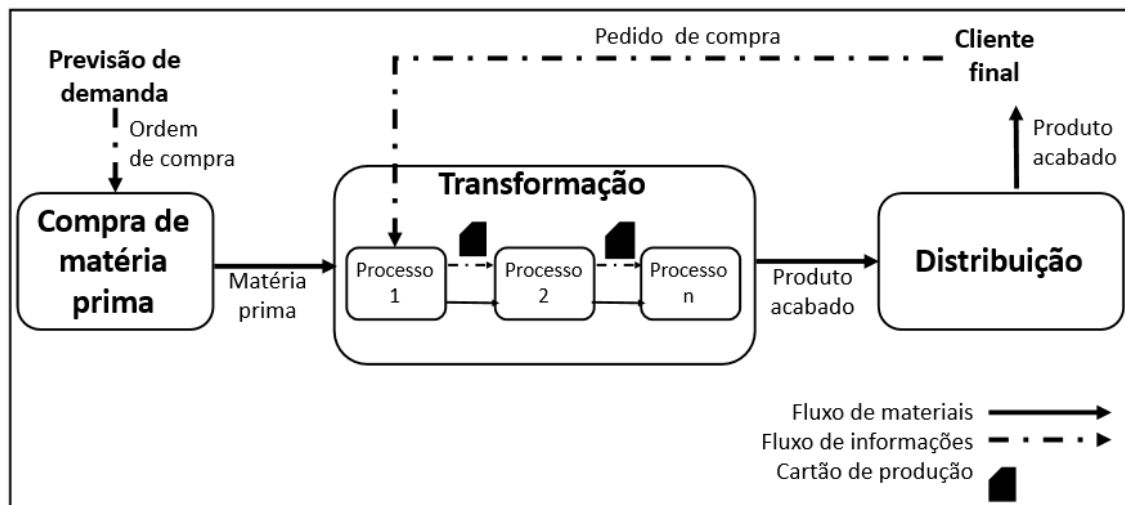 Previsão de
demanda
Ordem
de compra
Pedido de compra
Cliente
final
Produto
acabado
Compra de
matéria
prima
Matéria
prima
Transformação
Processo
1
Processo
2
Processo
n
Produto
acabado
Distribuição
Fluxo de materiais
Fluxo de informações
Cartão de produção